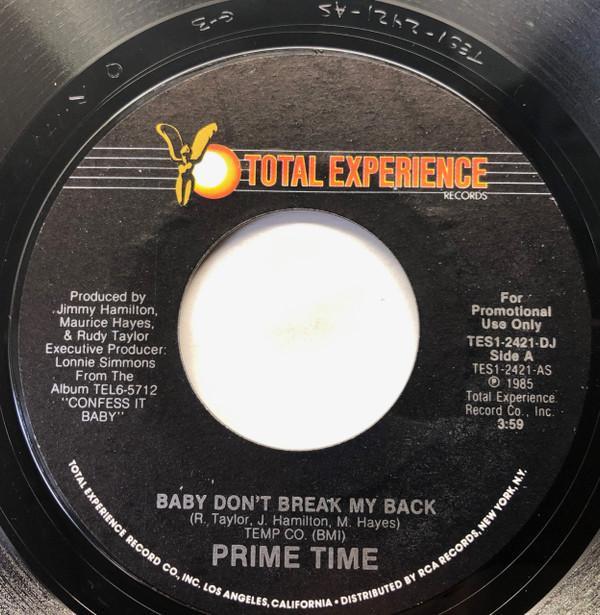 TES1-2421-AS G-3
TOTAL EXPERIENCE
RECORDS
Produced by
Jimmy Hamilton,
Maurice Hayes,
& Rudy Taylor
Executive Producer:
Lonnie Simmons
From The
Album TEL6-5712
"CONFESS IT
BABY"
For
Promotional
Use Only
TES1-2421-DJ
Side A
TES1-2421-AS
Ⓟ 1985
Total Experience
Record Co., Inc.
3:59
BABY DON'T BREAK MY BACK
(R. Taylor, J. Hamilton, M. Hayes)
TEMP CO. (BMI)
PRIME TIME
TOTAL EXPERIENCE RECORD CO., INC. LOS ANGELES, CALIFORNIA • DISTRIBUTED BY RCA RECORDS, NEW YORK, N.Y.